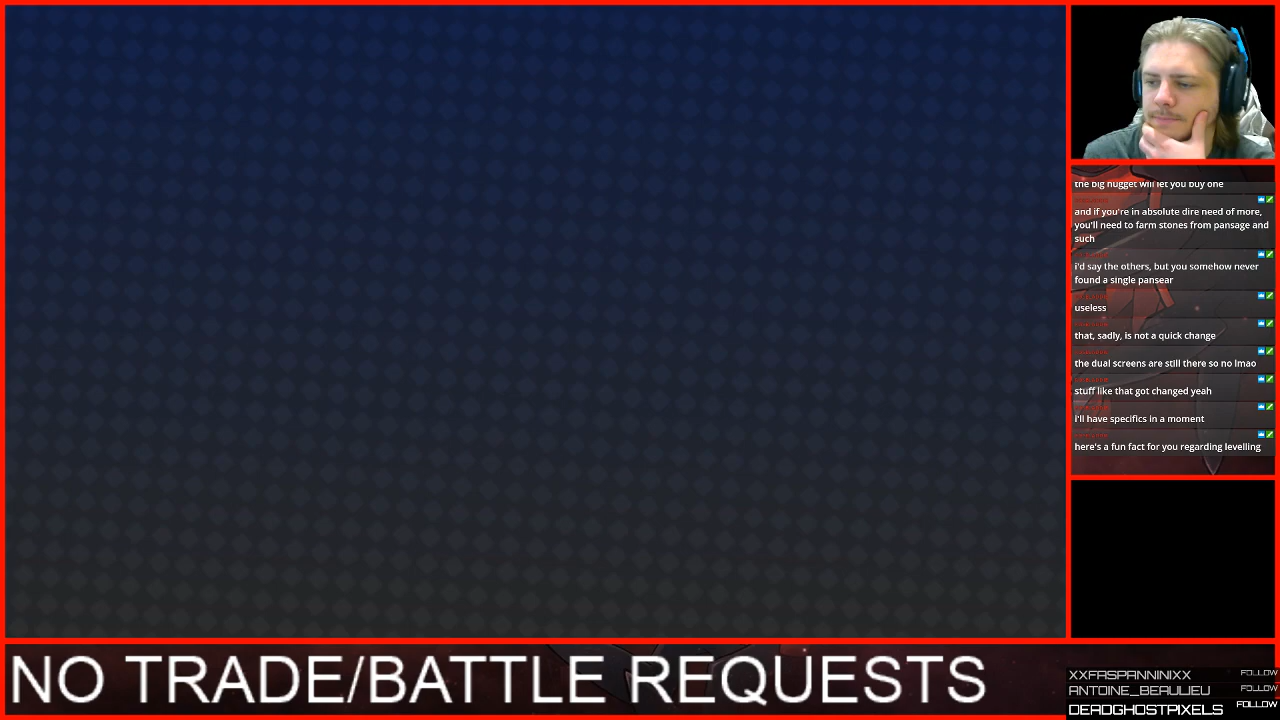 the big nugget will let you buy one
and if you're in absolute dire need of more,
you'll need to farm stones from pansage and
such
i'd say the others, but you somehow never
found a single pansear
useless
that, sadly, is not a quick change
the dual screens are still there so no lmao
stuff like that got changed yeah
i'll have specifics in a moment
here's a fun fact for you regarding levelling
NO TRADE/BATTLE REQUESTS
XXFASPANNINIXX FOLLOW
ANTOINE_BEAULIEU FOLLOW
DEADGHOSTPIXELS FOLLOW